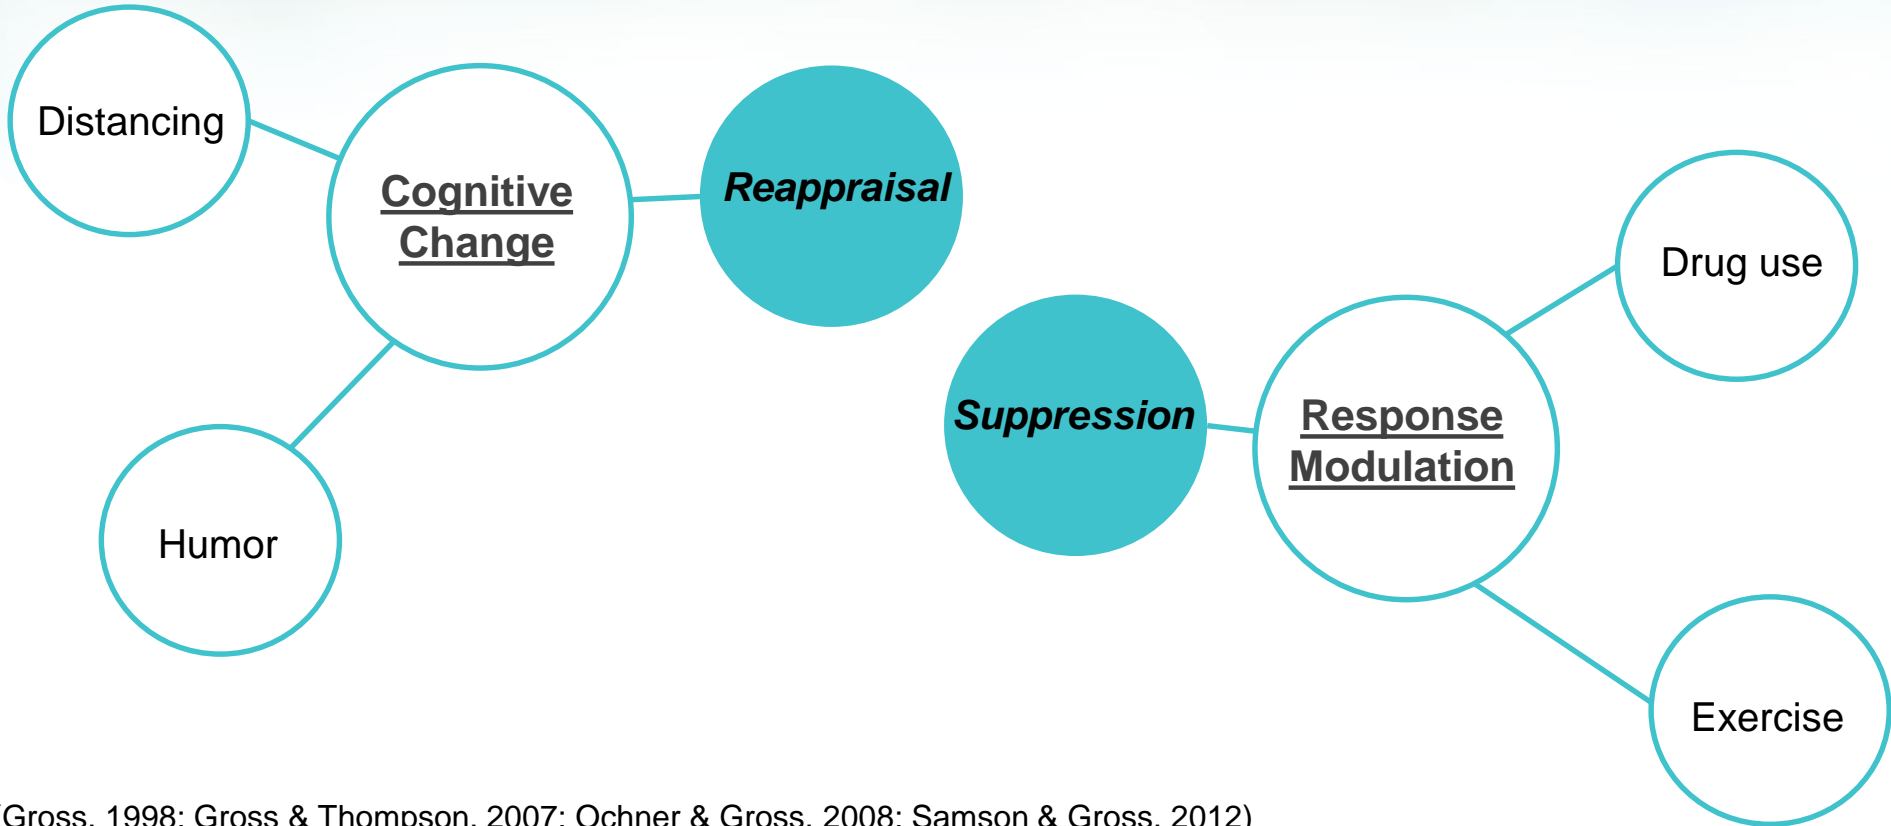 Distancing
Cognitive
Change
Reappraisal
Humor
Suppression
Response
Modulation
Drug use
Exercise
(Gross, 1998; Gross & Thompson, 2007; Ochner & Gross, 2008; Samson & Gross, 2012)